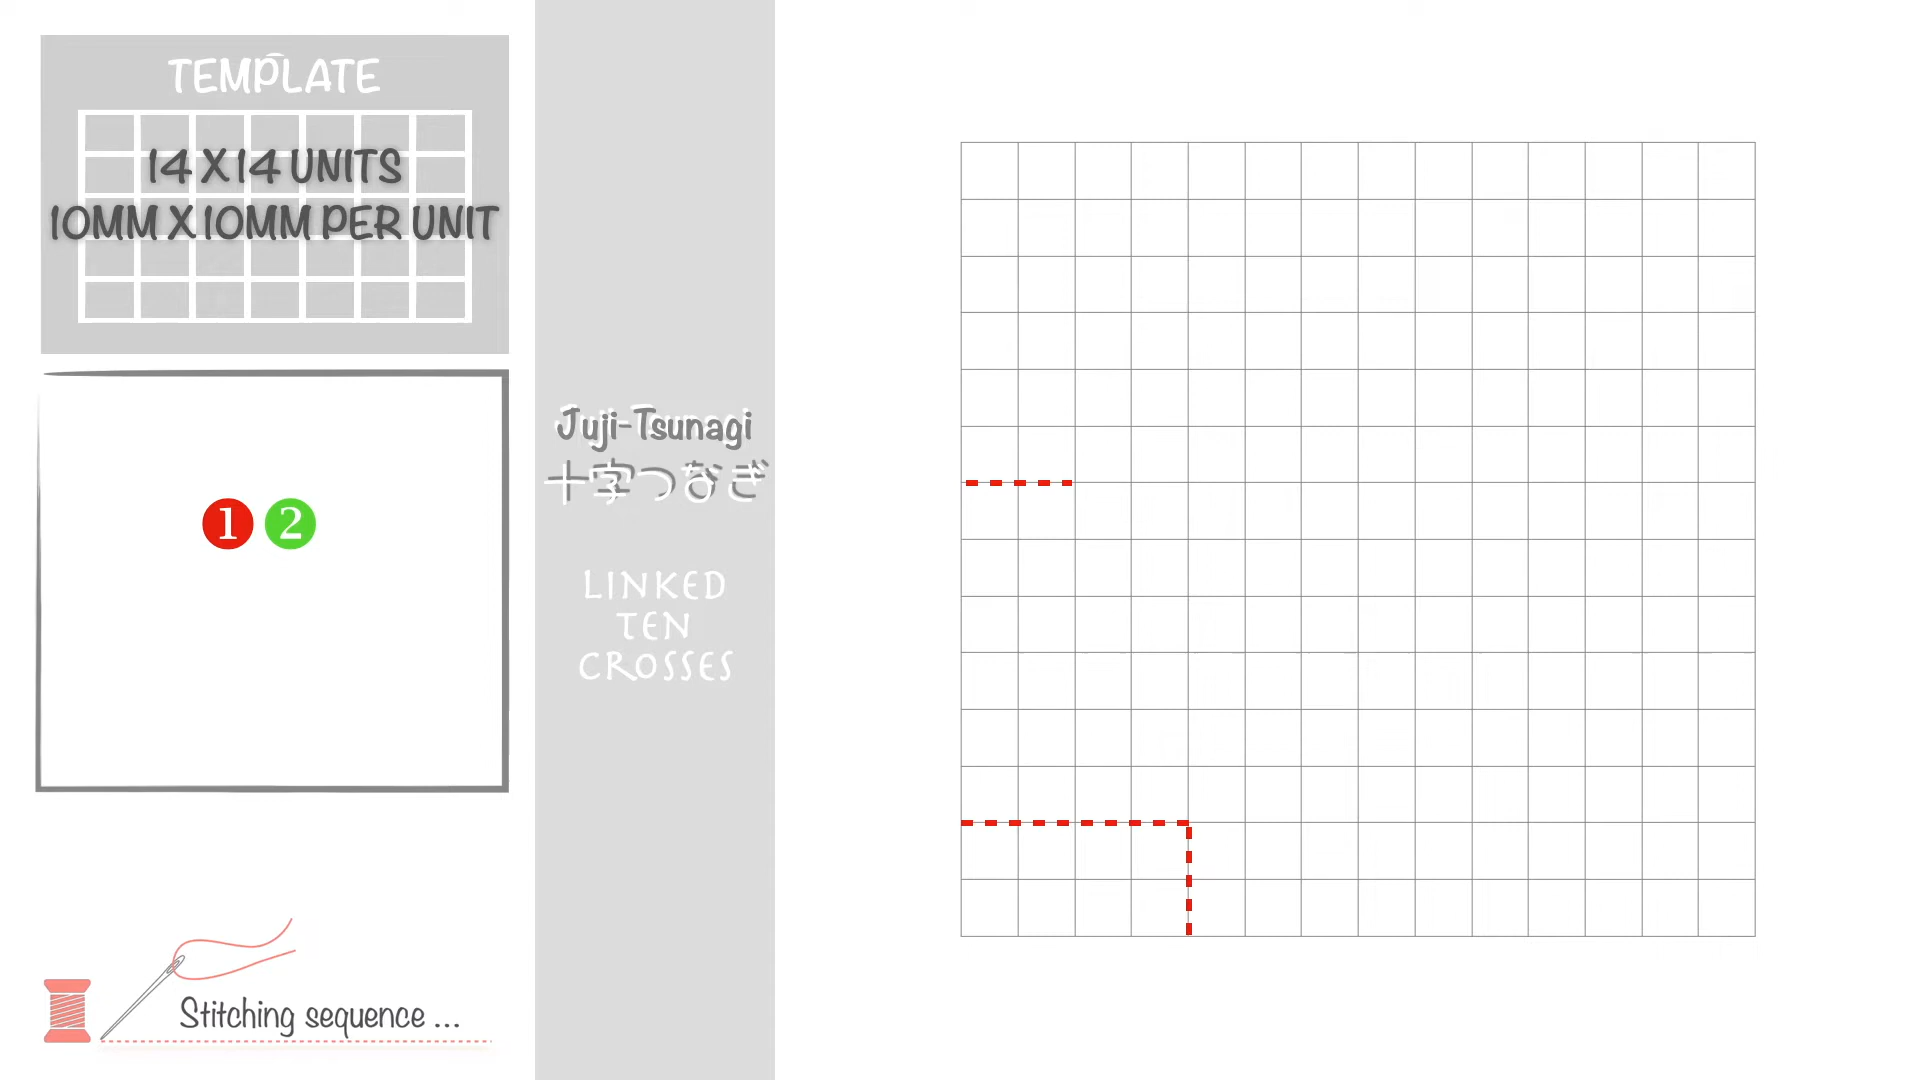 TEMPLATE
14 X 14 UNITS
10MM X 10MM PER UNIT
1 2
Juji-Tsunagi
十字つなぎ
LINKED
TEN
CROSSES
Stitching sequence ...